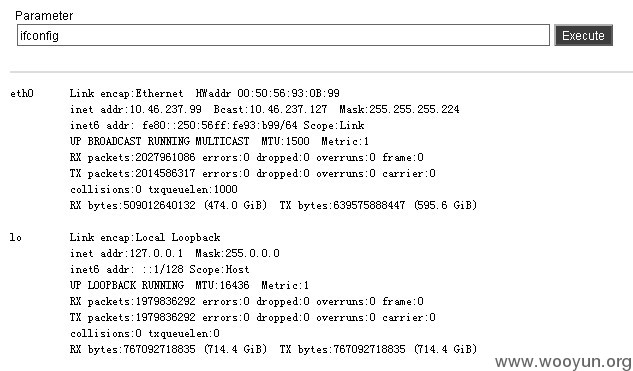 Parameter
ifconfig Execute
eth0 Link encap:Ethernet HWaddr 00:50:56:93:0B:99
inet addr:10.46.237.99 Bcast:10.46.237.127 Mask:255.255.255.224
inet6 addr: fe80::250:56ff:fe93:b99/64 Scope:Link
UP BROADCAST RUNNING MULTICAST MTU:1500 Metric:1
RX packets:2027961086 errors:0 dropped:0 overruns:0 frame:0
TX packets:2014586317 errors:0 dropped:0 overruns:0 carrier:0
collisions:0 txqueuelen:1000
RX bytes:509012640132 (474.0 GiB) TX bytes:639575888447 (595.6 GiB)
lo Link encap:Local Loopback
inet addr:127.0.0.1 Mask:255.0.0.0
inet6 addr: ::1/128 Scope:Host
UP LOOPBACK RUNNING MTU:16436 Metric:1
RX packets:1979836292 errors:0 dropped:0 overruns:0 frame:0
TX packets:1979836292 errors:0 dropped:0 overruns:0 carrier:0
collisions:0 txqueuelen:0
RX bytes:767092718835 (714.4 GiB) TX bytes:767092718835 (714.4 GiB)
www.wooyun.org